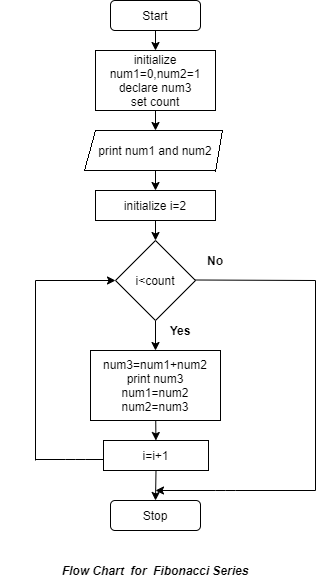 Start
initialize
num1=0,num2=1
declare num3
set count
print num1 and num2
initialize i=2
i<count
No
Yes
num3=num1+num2
print num3
num1=num2
num2=num3
i=i+1
Stop
Flow Chart for Fibonacci Series